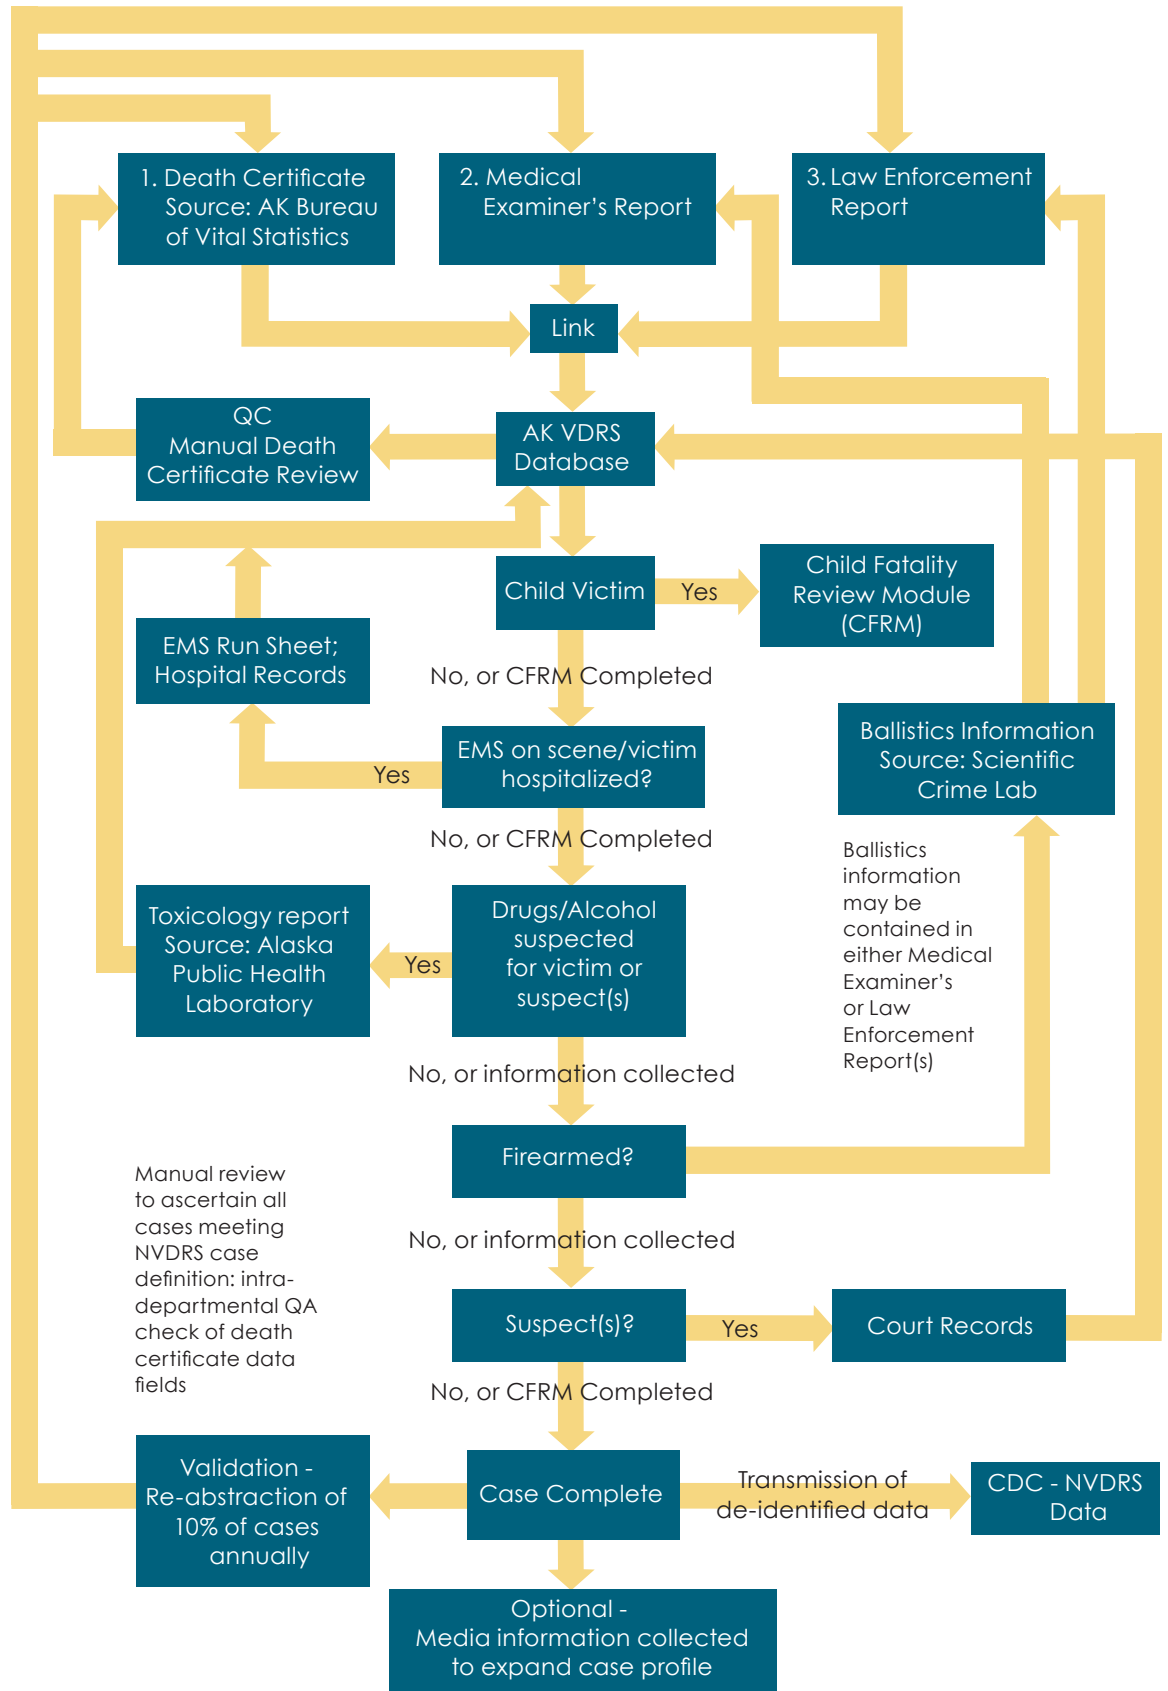 1. Death Certificate
Source: AK Bureau
of Vital Statistics
2. Medical
Examiner's Report
3. Law Enforcement
Report
Link
QC
Manual Death
Certificate Review
AK VDRS
Database
Child Victim
Yes
Child Fatality
Review Module
(CFRM)
EMS Run Sheet;
Hospital Records
No, or CFRM Completed
EMS on scene/victim
hospitalized?
Yes
Ballistics Information
Source: Scientific
Crime Lab
No, or CFRM Completed
Ballistics
information
may be
contained in
either Medical
Examiner's
or Law
Enforcement
Report(s)
Toxicology report
Source: Alaska
Public Health
Laboratory
Yes
Drugs/Alcohol
suspected
for victim or
suspect(s)
No, or information collected
Firearmed?
Manual review
to ascertain all
cases meeting
NVDRS case
definition: intra-
departmental QA
check of death
certificate data
fields
No, or information collected
Suspect(s)?
Yes
Court Records
No, or CFRM Completed
Validation -
Re-abstraction of
10% of cases
annually
Case Complete
Transmission of
de-identified data
CDC - NVDRS
Data
Optional -
Media information collected
to expand case profile